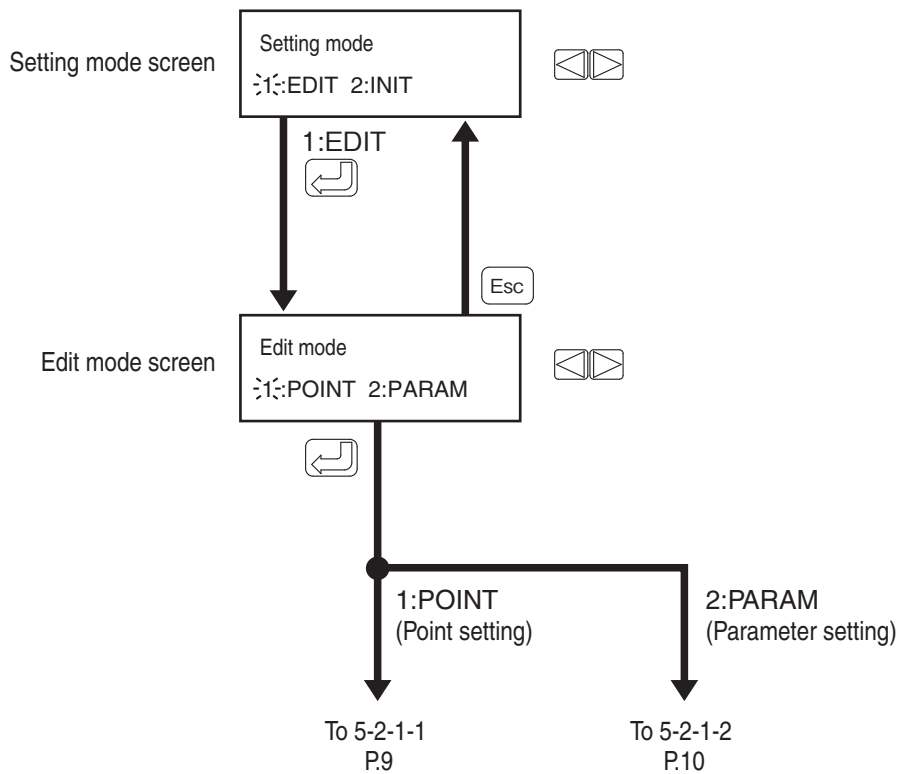 Setting mode screen
Setting mode
1:EDIT 2:INIT
1:EDIT
Esc
Edit mode screen
Edit mode
1:POINT 2:PARAM
1:POINT
(Point setting)
2:PARAM
(Parameter setting)
To 5-2-1-1
P.9
To 5-2-1-2
P.10